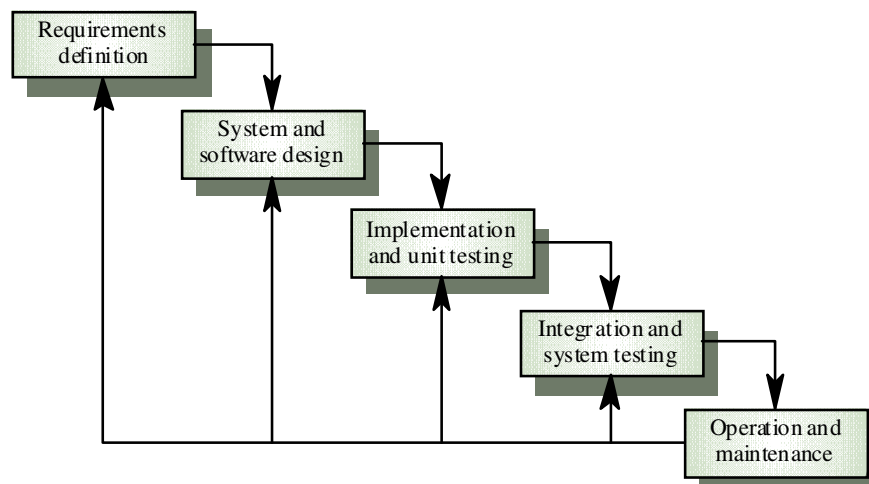 Requirements
definition
System and
software design
Implementation
and unit testing
Integration and
system testing
Operation and
maintenance